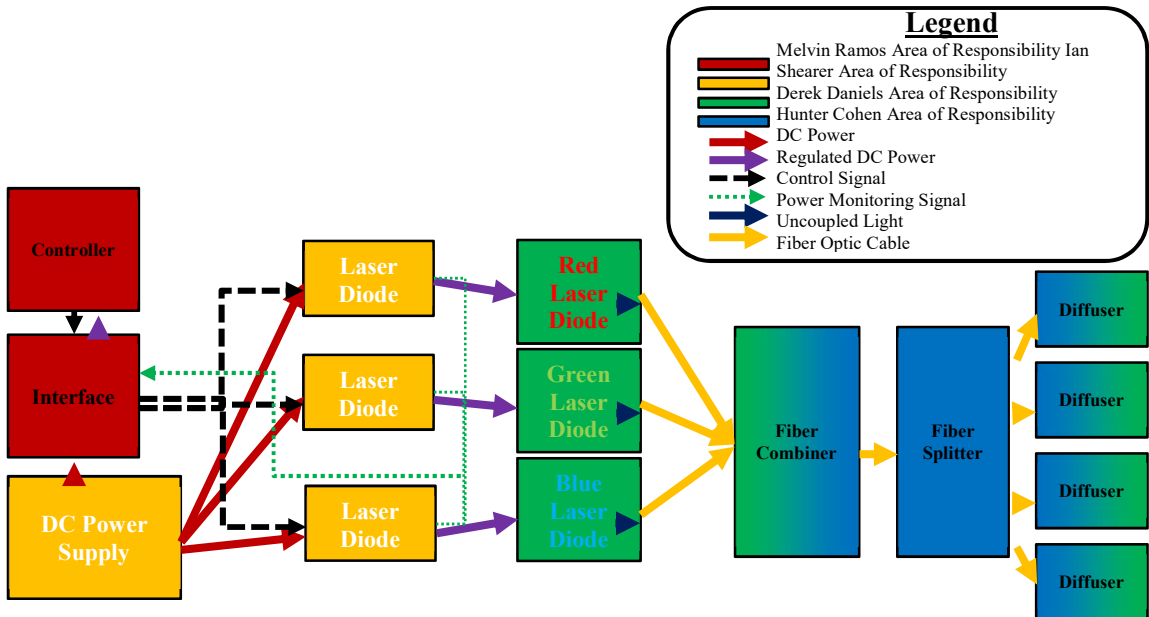 Legend
Melvin Ramos Area of Responsibility Ian
Shearer Area of Responsibility
Derek Daniels Area of Responsibility
Hunter Cohen Area of Responsibility
DC Power
Regulated DC Power
Control Signal
Power Monitoring Signal
Uncoupled Light
Fiber Optic Cable
Controller
Interface
DC Power
Supply
Laser
Diode
Laser
Diode
Laser
Diode
Red
Laser
Diode
Green
Laser
Diode
Blue
Laser
Diode
Fiber
Combiner
Fiber
Splitter
Diffuser
Diffuser
Diffuser
Diffuser